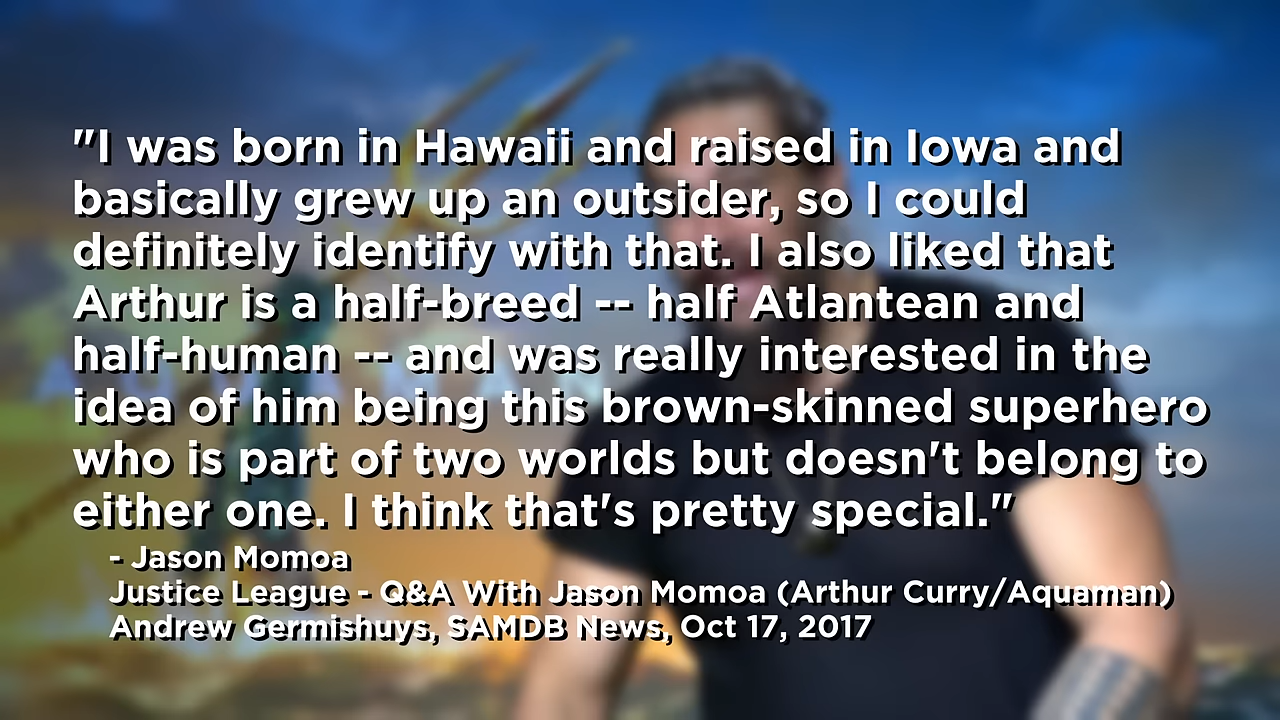 "I was born in Hawaii and raised in Iowa and
basically grew up an outsider, so I could
definitely identify with that. I also liked that
Arthur is a half-breed -- half Atlantean and
half-human -- and was really interested in the
idea of him being this brown-skinned superhero
who is part of two worlds but doesn't belong to
either one. I think that's pretty special."
- Jason Momoa
Justice League - Q&A With Jason Momoa (Arthur Curry/Aquaman)
Andrew Germishuys, SAMDB News, Oct 17, 2017